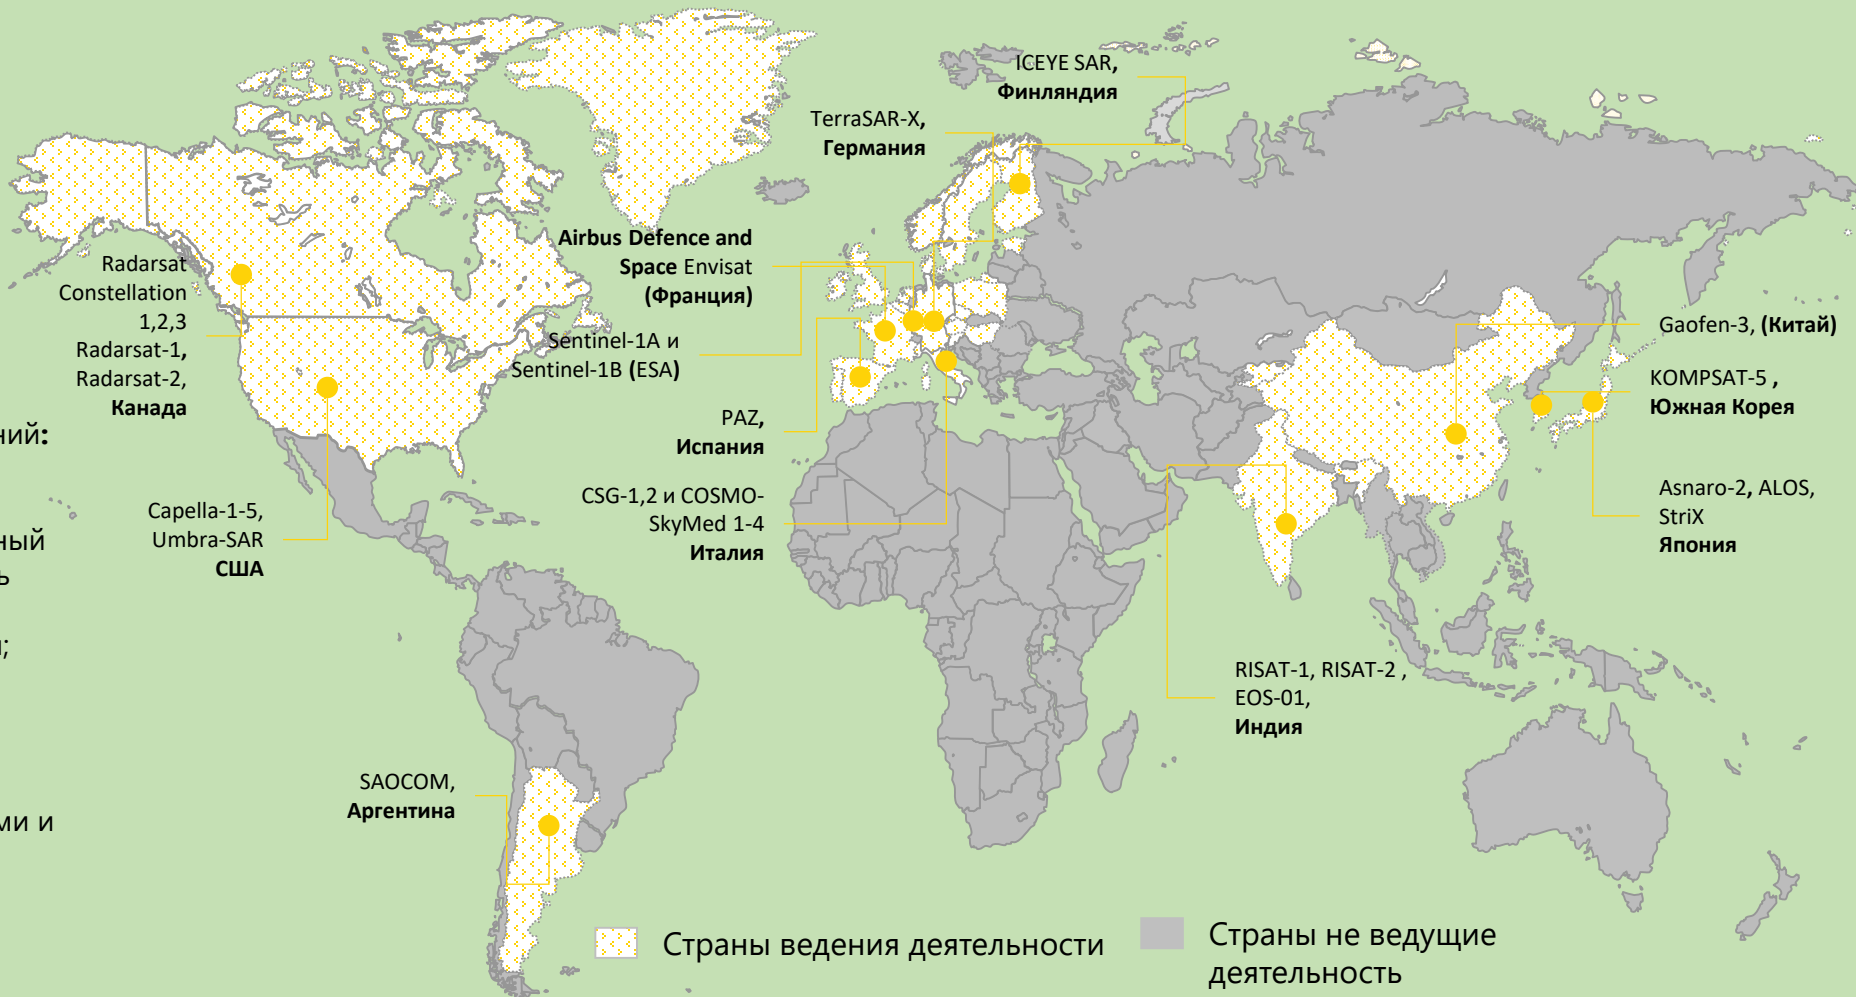 ICEYE SAR,
Финляндия
TerraSAR-X,
Германия
Airbus Defence and
Space Envisat
(Франция)
Radarsat
Constellation
1,2,3
Radarsat-1,
Radarsat-2,
Канада
Sentinel-1A и
Sentinel-1B (ESA)
Gaofen-3, (Китай)
KOMPSAT-5 ,
Южная Корея
PAZ,
Испания
CSG-1,2 и COSMO-
SkyMed 1-4
Италия
Capella-1-5,
Umbra-SAR
США
Asnaro-2, ALOS,
StriX
Япония
RISAT-1, RISAT-2 ,
EOS-01,
Индия
SAOCOM,
Аргентина
ми и
Страны ведения деятельности
Страны не ведущие
деятельность